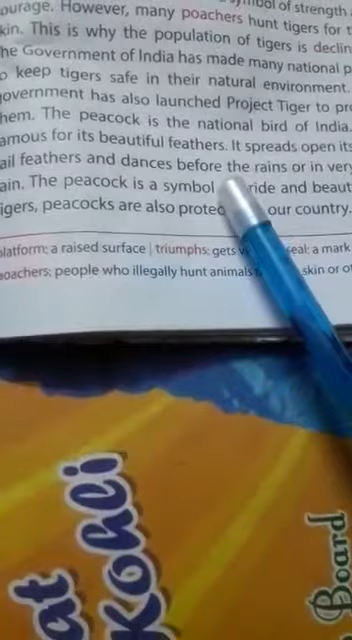 ourage. However, many poachers hunt tigers for t
kin. This is why the population of tigers is declin
he Government of India has made many national p
o keep tigers safe in their natural environment.
overnment has also launched Project Tiger to pr
hem. The peacock is the national bird of India.
amous for its beautiful feathers. It spreads open its
ail feathers and dances before the rains or in very
ain. The peacock is a symbol ride and beaut
igers, peacocks are also protec our country.
latform: a raised surface | triumphs: gets seal: a mark
oachers: people who illegally hunt animals skin or ot
at
Kohli
Board